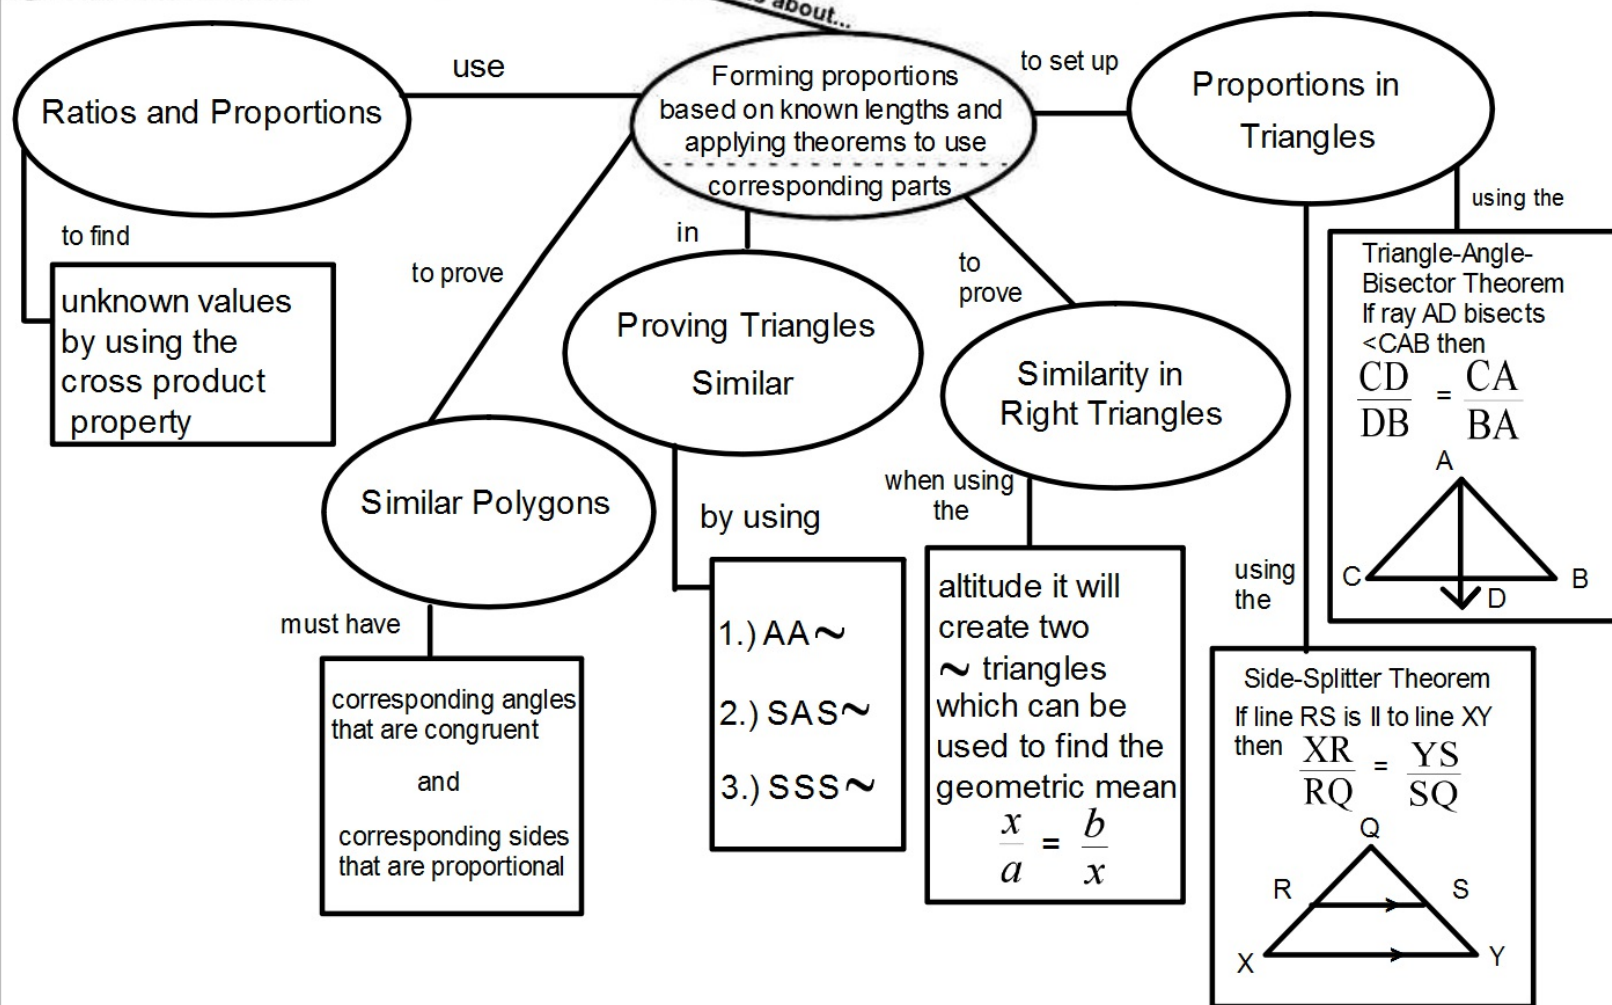 about...
use
to set up
Ratios and Proportions
Forming proportions
based on known lengths and
applying theorems to use
corresponding parts
Proportions in
Triangles
to find
unknown values
by using the
cross product
property
to prove
Similar Polygons
must have
corresponding angles
that are congruent
and
corresponding sides
that are proportional
in
Proving Triangles
Similar
by using
1.) AA~
2.) SAS~
3.) SSS~
to
prove
Similarity in
Right Triangles
when using
the
altitude it will
create two
~ triangles
which can be
used to find the
geometric mean
x/a = b/x
using the
Triangle-Angle-
Bisector Theorem
If ray AD bisects
<CAB then
CD/DB = CA/BA
A
C
B
D
using
the
Side-Splitter Theorem
If line RS is II to line XY
then XR/RQ = YS/SQ
Q
R
S
X
Y